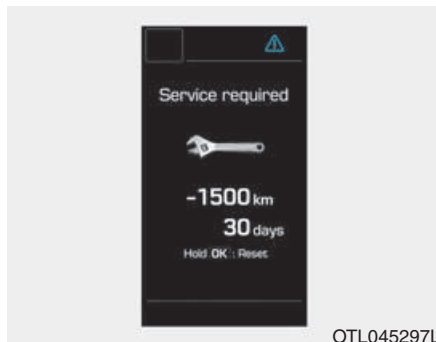 Service required
-1500 km
30 days
Hold OK : Reset
OTL045297L